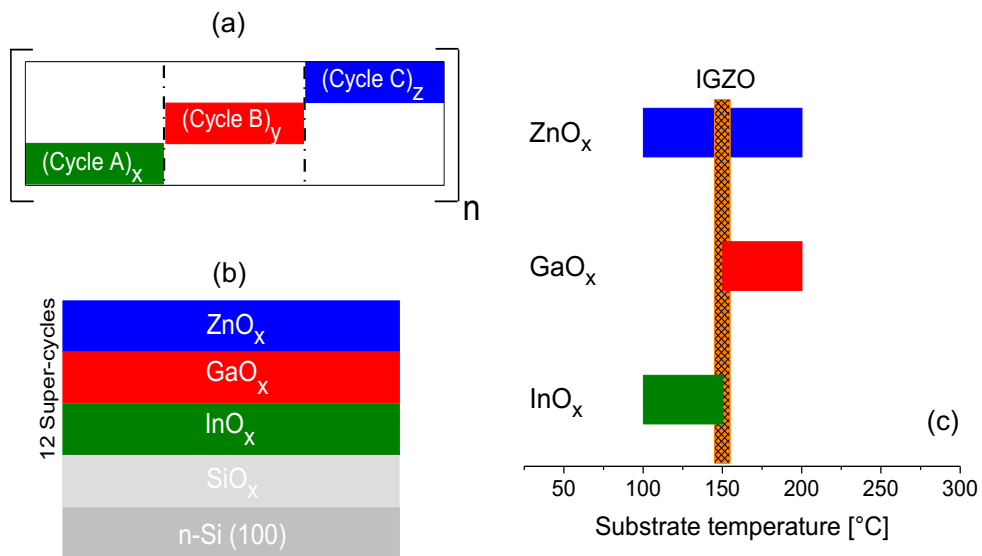 (a)
(Cycle A)x
(Cycle B)y
(Cycle C)z
n
(b)
12 Super-cycles
ZnOx
GaOx
InOx
SiOx
n-Si (100)
IGZO
ZnOx
GaOx
InOx
(c)
50 100 150 200 250 300
Substrate temperature [°C]